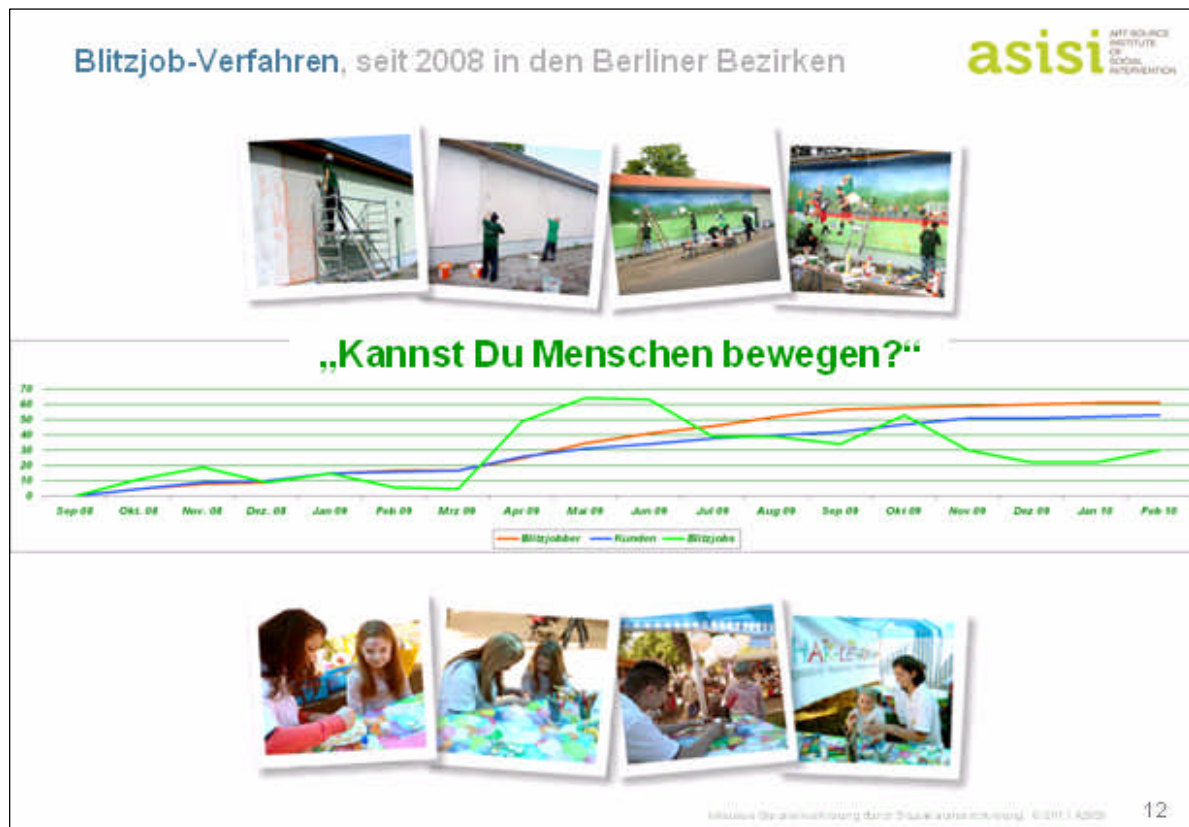 Blitzjob-Verfahren, seit 2008 in den Berliner Bezirken
asisi
ART SOURCE
INSTITUTE
OF
SOCIAL
INTERVENTION
„Kannst Du Menschen bewegen?“
70
60
50
40
30
20
10
0
Sep 08 Okt. 08 Nov. 08 Dez. 08 Jan 09 Feb 09 Mrz 09 Apr 09 Mai 09 Jun 09 Jul 09 Aug 09 Sep 09 Okt 09 Nov 09 Dez 09 Jan 10 Feb 10
Blitzjobber Kunden Blitzjobs
12